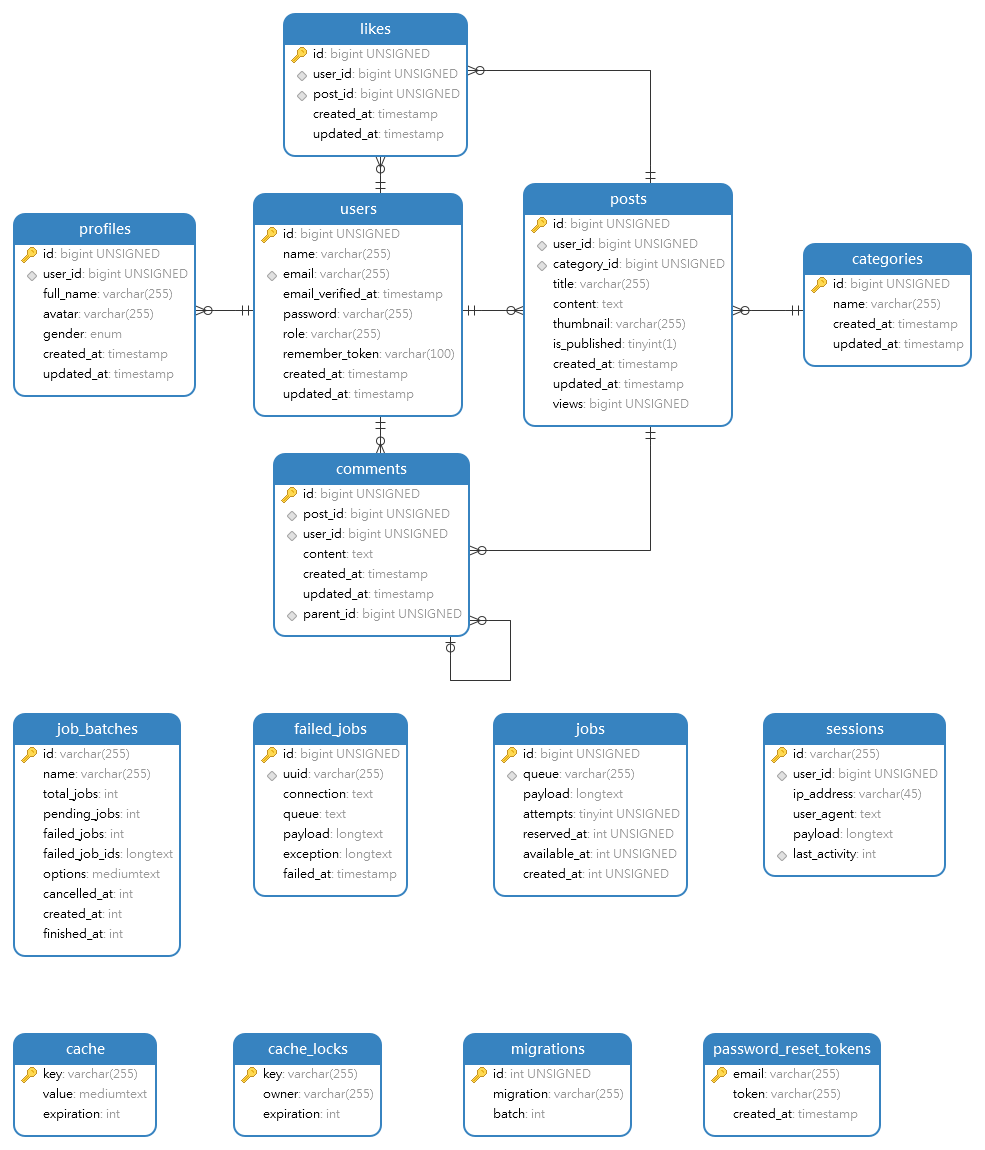 likes
id: bigint UNSIGNED
user_id: bigint UNSIGNED
post_id: bigint UNSIGNED
created_at: timestamp
updated_at: timestamp
profiles
id: bigint UNSIGNED
user_id: bigint UNSIGNED
full_name: varchar(255)
avatar: varchar(255)
gender: enum
created_at: timestamp
updated_at: timestamp
users
id: bigint UNSIGNED
name: varchar(255)
email: varchar(255)
email_verified_at: timestamp
password: varchar(255)
role: varchar(255)
remember_token: varchar(100)
created_at: timestamp
updated_at: timestamp
posts
id: bigint UNSIGNED
user_id: bigint UNSIGNED
category_id: bigint UNSIGNED
title: varchar(255)
content: text
thumbnail: varchar(255)
is_published: tinyint(1)
created_at: timestamp
updated_at: timestamp
views: bigint UNSIGNED
categories
id: bigint UNSIGNED
name: varchar(255)
created_at: timestamp
updated_at: timestamp
comments
id: bigint UNSIGNED
post_id: bigint UNSIGNED
user_id: bigint UNSIGNED
content: text
created_at: timestamp
updated_at: timestamp
parent_id: bigint UNSIGNED
job_batches
id: varchar(255)
name: varchar(255)
total_jobs: int
pending_jobs: int
failed_jobs: int
failed_job_ids: longtext
options: mediumtext
cancelled_at: int
created_at: int
finished_at: int
failed_jobs
id: bigint UNSIGNED
uuid: varchar(255)
connection: text
queue: text
payload: longtext
exception: longtext
failed_at: timestamp
jobs
id: bigint UNSIGNED
queue: varchar(255)
payload: longtext
attempts: tinyint UNSIGNED
reserved_at: int UNSIGNED
available_at: int UNSIGNED
created_at: int UNSIGNED
sessions
id: varchar(255)
user_id: bigint UNSIGNED
ip_address: varchar(45)
user_agent: text
payload: longtext
last_activity: int
cache
key: varchar(255)
value: mediumtext
expiration: int
cache_locks
key: varchar(255)
owner: varchar(255)
expiration: int
migrations
id: int UNSIGNED
migration: varchar(255)
batch: int
password_reset_tokens
email: varchar(255)
token: varchar(255)
created_at: timestamp